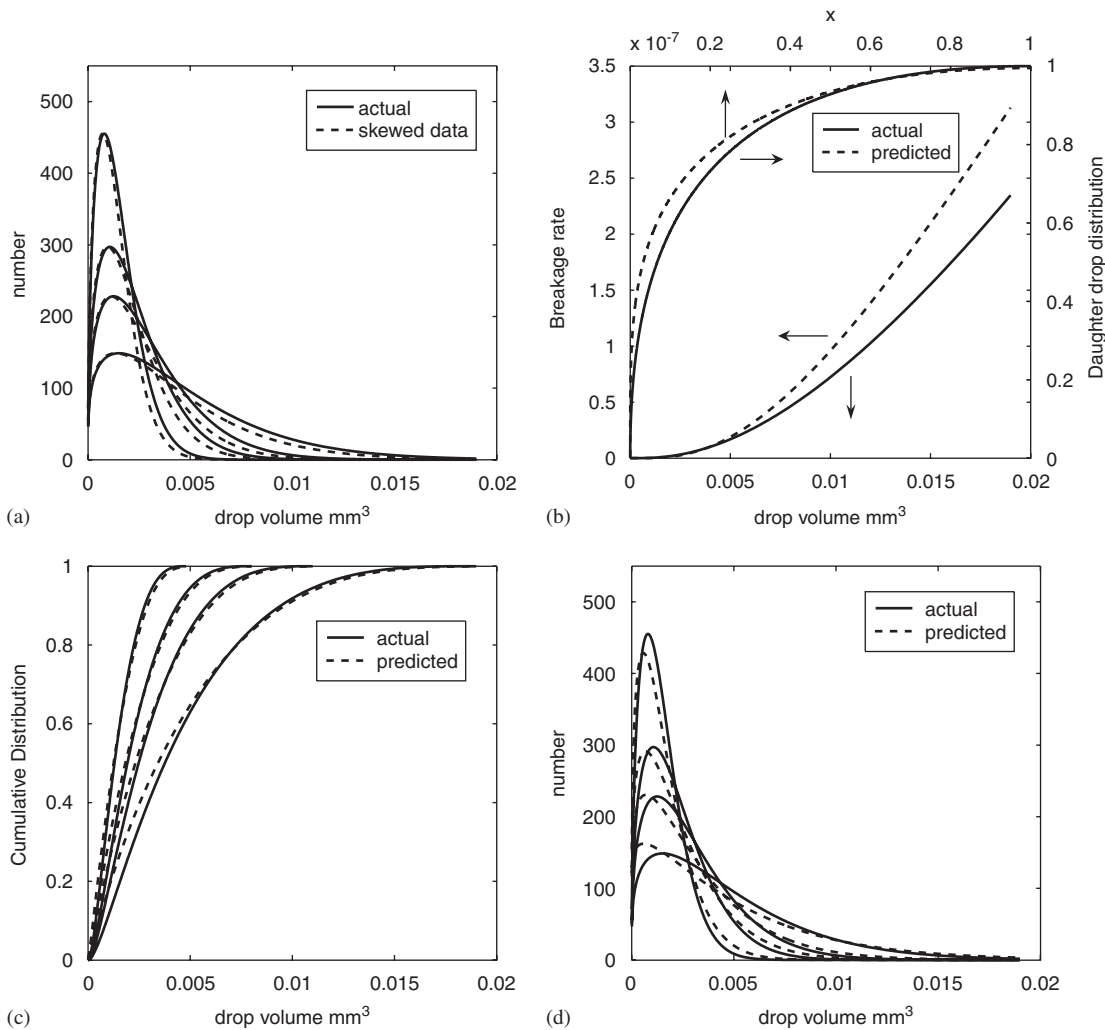 500
400
300
200
100
0
number
actual
skewed data
0
0.005
0.01
0.015
0.02
drop volume mm³
(a)
x
x 10⁻⁷
0.2
0.4
0.6
0.8
1
3.5
3
2.5
2
1.5
1
0.5
0
Breakage rate
actual
predicted
1
0.8
0.6
0.4
0.2
0
Daughter drop distribution
0
0.005
0.01
0.015
0.02
drop volume mm³
(b)
1
0.8
0.6
0.4
0.2
0
Cumulative Distribution
actual
predicted
0
0.005
0.01
0.015
0.02
drop volume mm³
(c)
500
400
300
200
100
0
number
actual
predicted
0
0.005
0.01
0.015
0.02
drop volume mm³
(d)